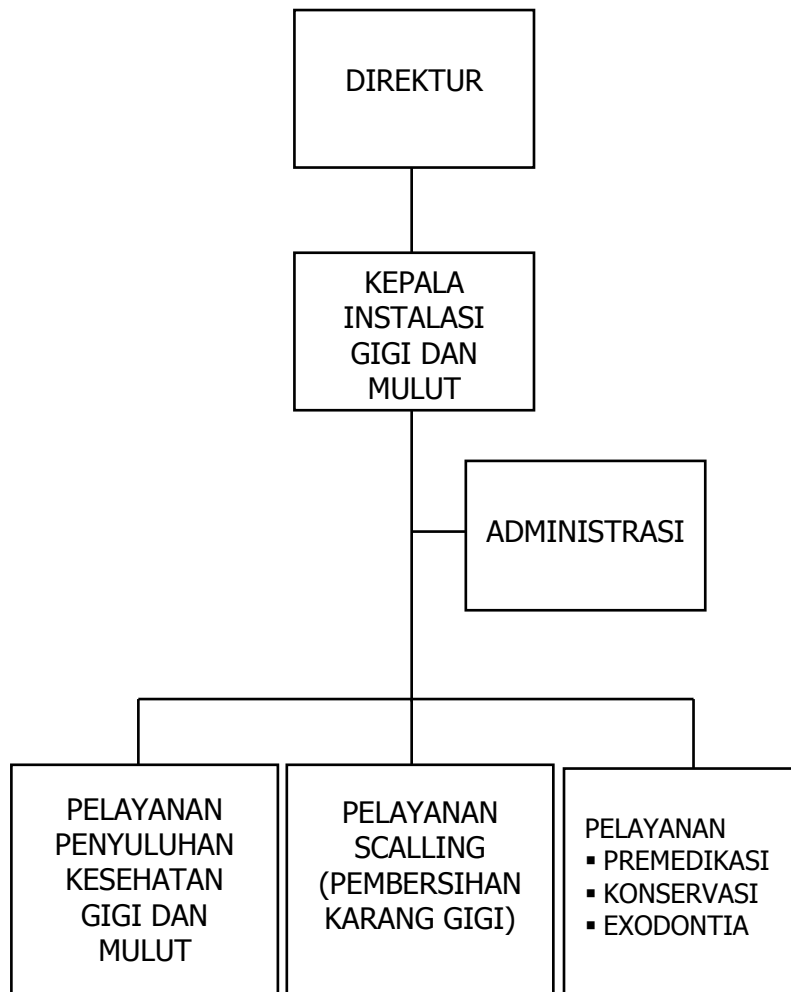 DIREKTUR
KEPALA
INSTALASI
GIGI DAN
MULUT
ADMINISTRASI
PELAYANAN
PENYULUHAN
KESEHATAN
GIGI DAN
MULUT
PELAYANAN
SCALLING
(PEMBERSIHAN
KARANG GIGI)
PELAYANAN
▪ PREMEDIKASI
▪ KONSERVASI
▪ EXODONTIA